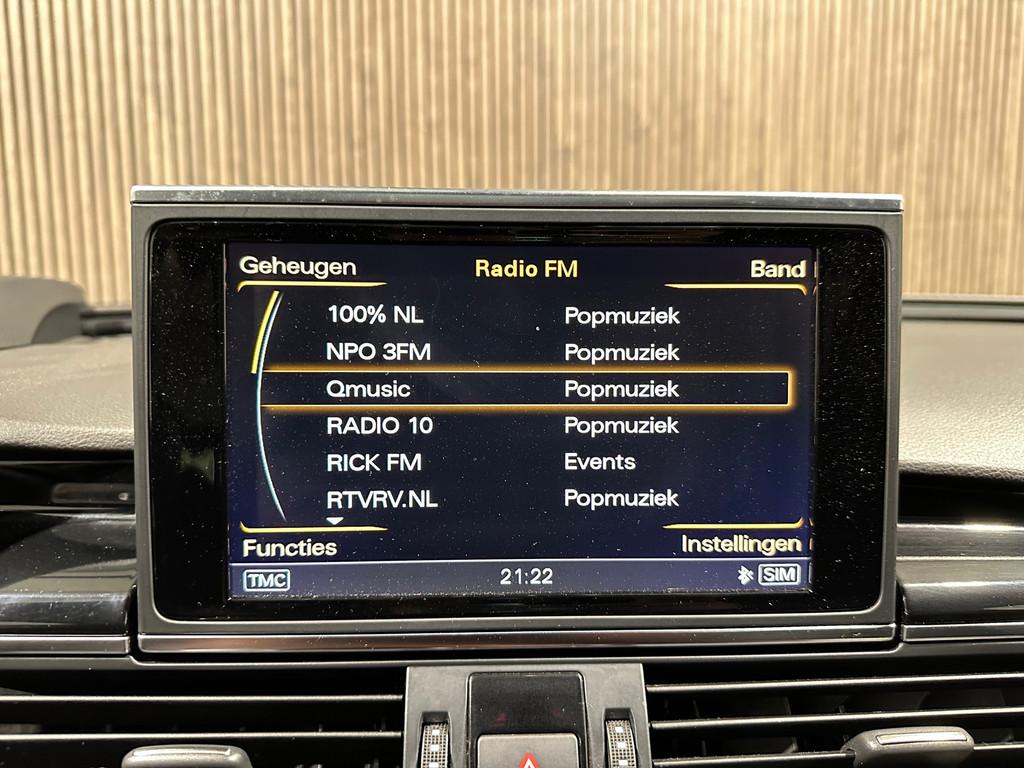 Geheugen Radio FM Band
100% NL Popmuziek
NPO 3FM Popmuziek
Qmusic Popmuziek
RADIO 10 Popmuziek
RICK FM Events
RTVRV.NL Popmuziek
Functies Instellingen
TMC 21:22 SIM